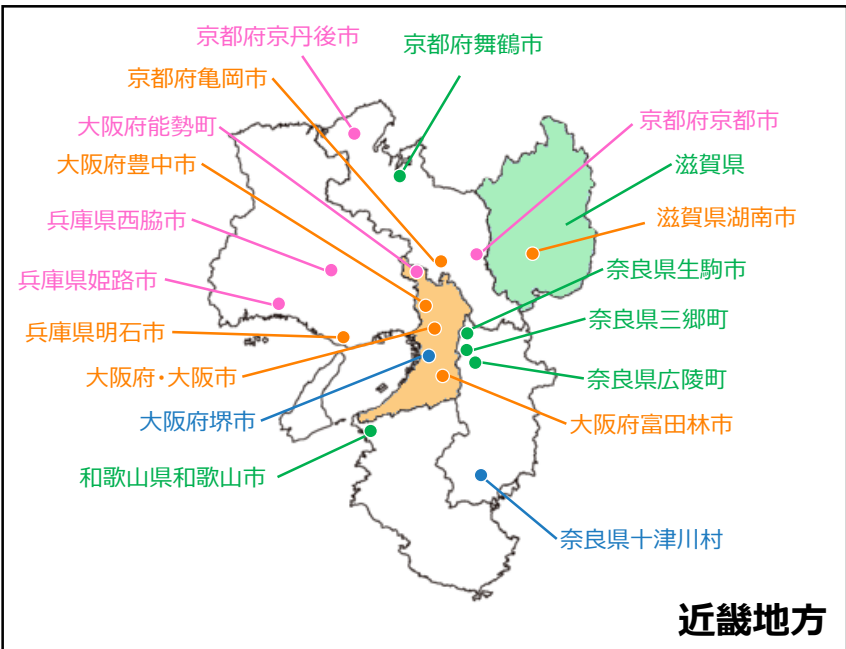 京都府京丹後市
京都府舞鶴市
京都府亀岡市
大阪府能勢町
京都府京都市
大阪府豊中市
滋賀県
兵庫県西脇市
滋賀県湖南市
兵庫県姫路市
奈良県生駒市
兵庫県明石市
奈良県三郷町
大阪府・大阪市
奈良県広陵町
大阪府堺市
大阪府富田林市
和歌山県和歌山市
奈良県十津川村
近畿地方